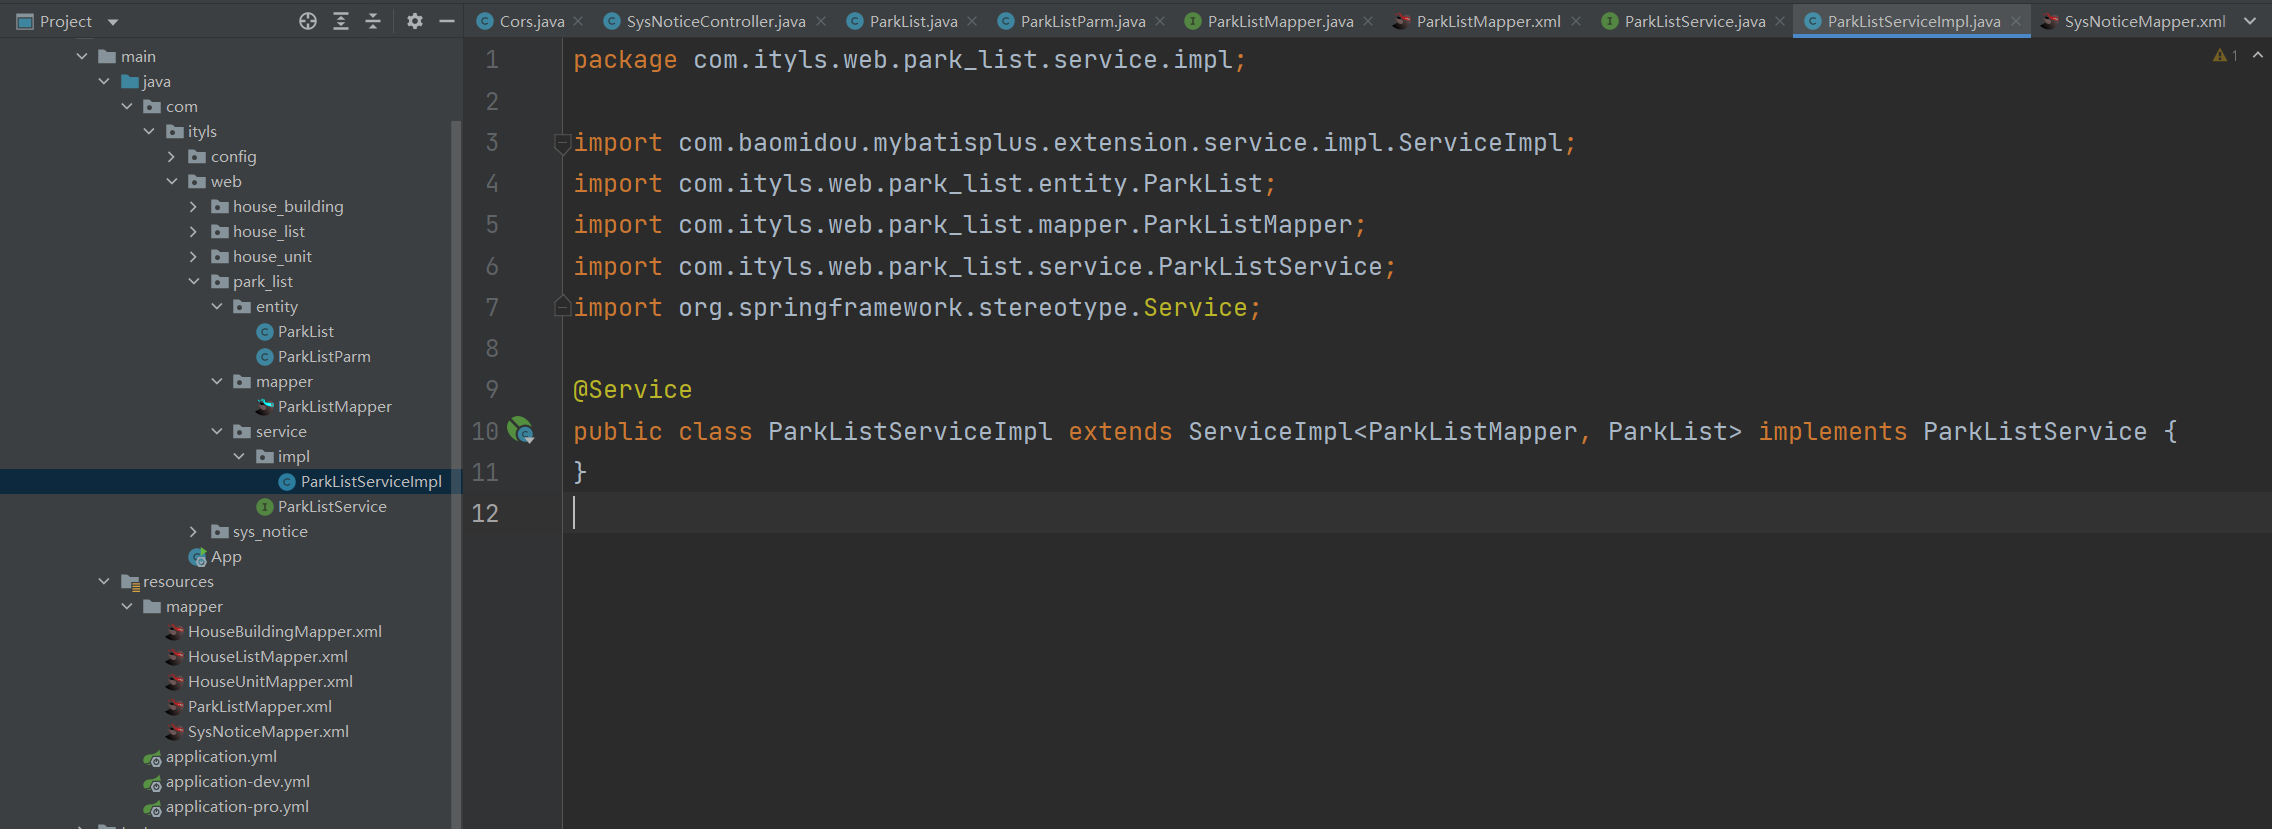 Project
Cors.java
SysNoticeController.java
ParkList.java
ParkListParm.java
ParkListMapper.java
ParkListMapper.xml
ParkListService.java
ParkListServiceImpl.java
SysNoticeMapper.xml
main
java
com
ityls
config
web
house_building
house_list
house_unit
park_list
entity
ParkList
ParkListParm
mapper
ParkListMapper
service
impl
ParkListServiceImpl
ParkListService
sys_notice
App
resources
mapper
HouseBuildingMapper.xml
HouseListMapper.xml
HouseUnitMapper.xml
ParkListMapper.xml
SysNoticeMapper.xml
application.yml
application-dev.yml
application-pro.yml
1 package com.ityls.web.park_list.service.impl;
2
3 import com.baomidou.mybatisplus.extension.service.impl.ServiceImpl;
4 import com.ityls.web.park_list.entity.ParkList;
5 import com.ityls.web.park_list.mapper.ParkListMapper;
6 import com.ityls.web.park_list.service.ParkListService;
7 import org.springframework.stereotype.Service;
8
9 @Service
10 public class ParkListServiceImpl extends ServiceImpl<ParkListMapper, ParkList> implements ParkListService {
11 }
12
1